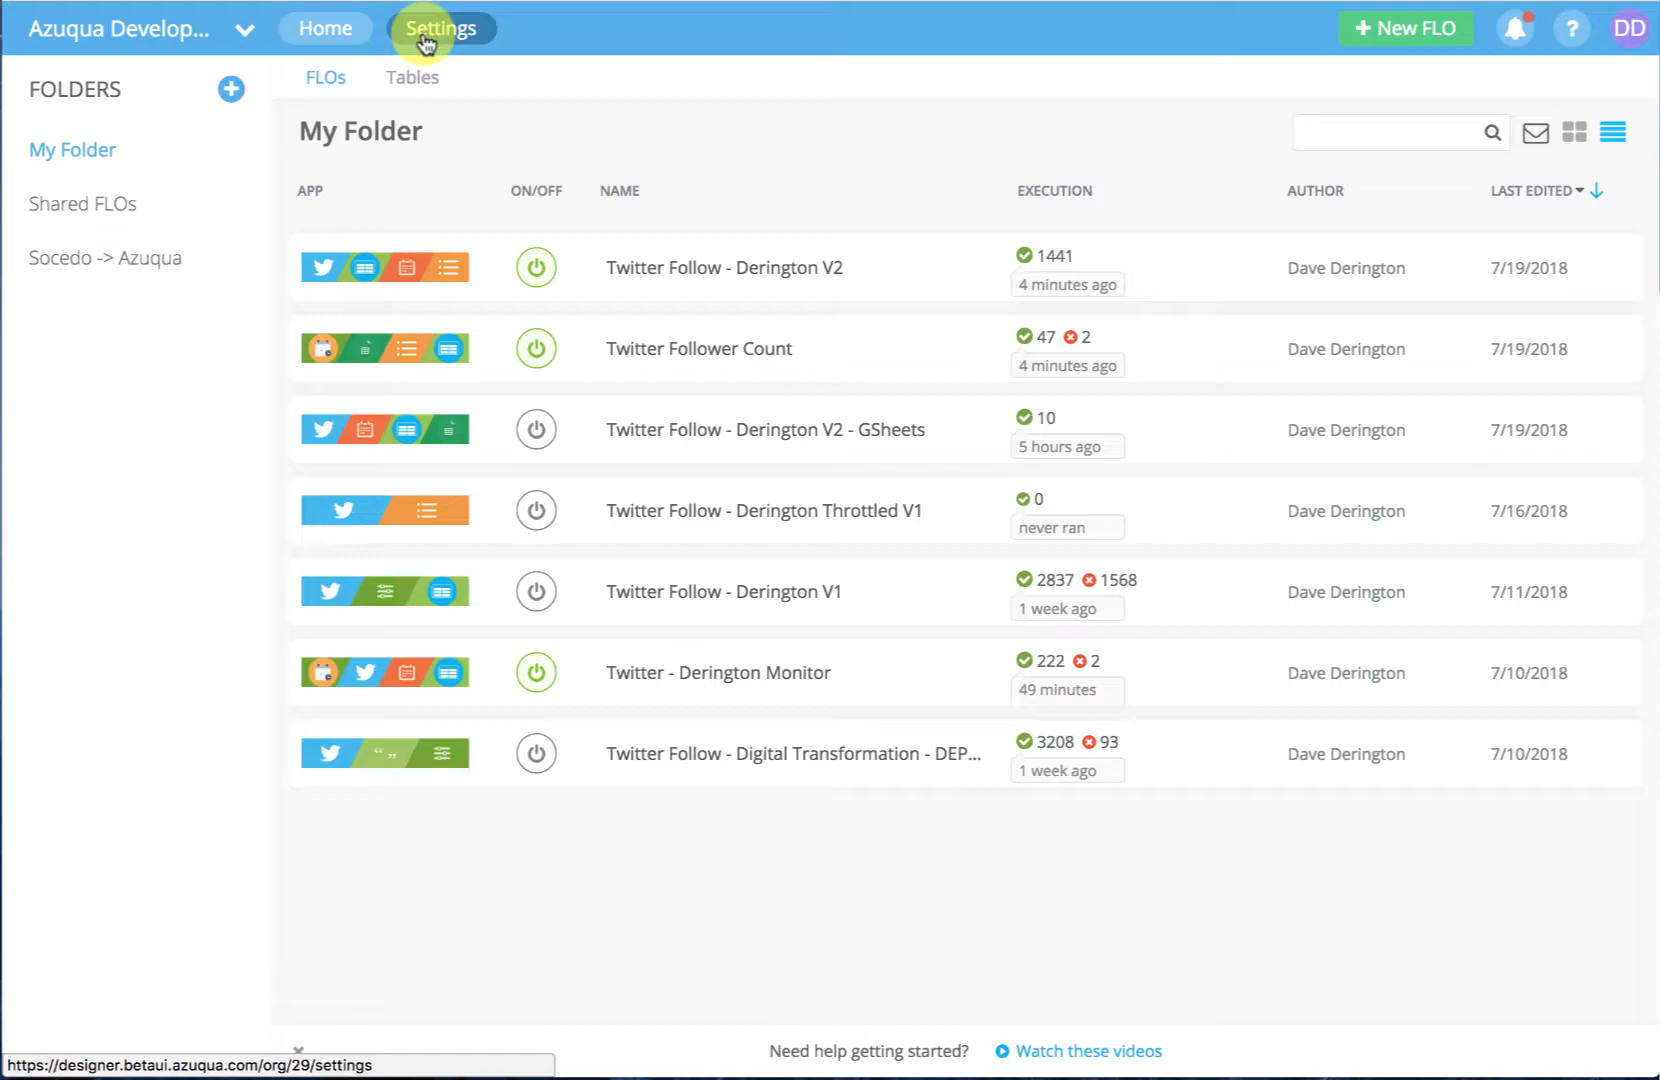 Azuqua Develop...
Home
Settings
+ New FLO
?
DD
FOLDERS
My Folder
Shared FLOs
Socedo -> Azuqua
FLOs
Tables
My Folder
APP
ON/OFF
NAME
EXECUTION
AUTHOR
LAST EDITED
Twitter Follow - Derington V2
1441
4 minutes ago
Dave Derington
7/19/2018
Twitter Follower Count
47 2
4 minutes ago
Dave Derington
7/19/2018
Twitter Follow - Derington V2 - GSheets
10
5 hours ago
Dave Derington
7/19/2018
Twitter Follow - Derington Throttled V1
0
never ran
Dave Derington
7/16/2018
Twitter Follow - Derington V1
2837 1568
1 week ago
Dave Derington
7/11/2018
Twitter - Derington Monitor
222 2
49 minutes
Dave Derington
7/10/2018
Twitter Follow - Digital Transformation - DEP...
3208 93
1 week ago
Dave Derington
7/10/2018
Need help getting started?
Watch these videos
https://designer.betaui.azuqua.com/org/29/settings